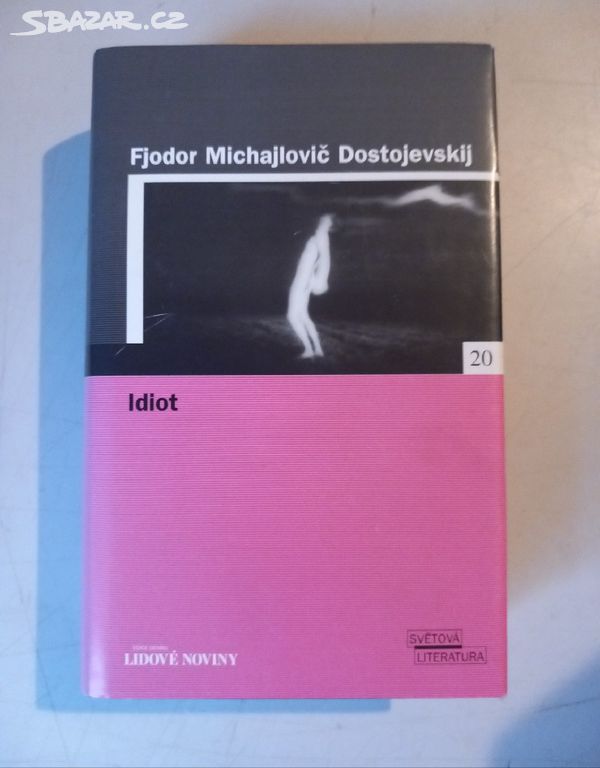 SBAZAR.CZ
Fjodor Michajlovič Dostojevskij
20
Idiot
LIDOVÉ NOVINY
SVĚTOVÁ
LITERATURA